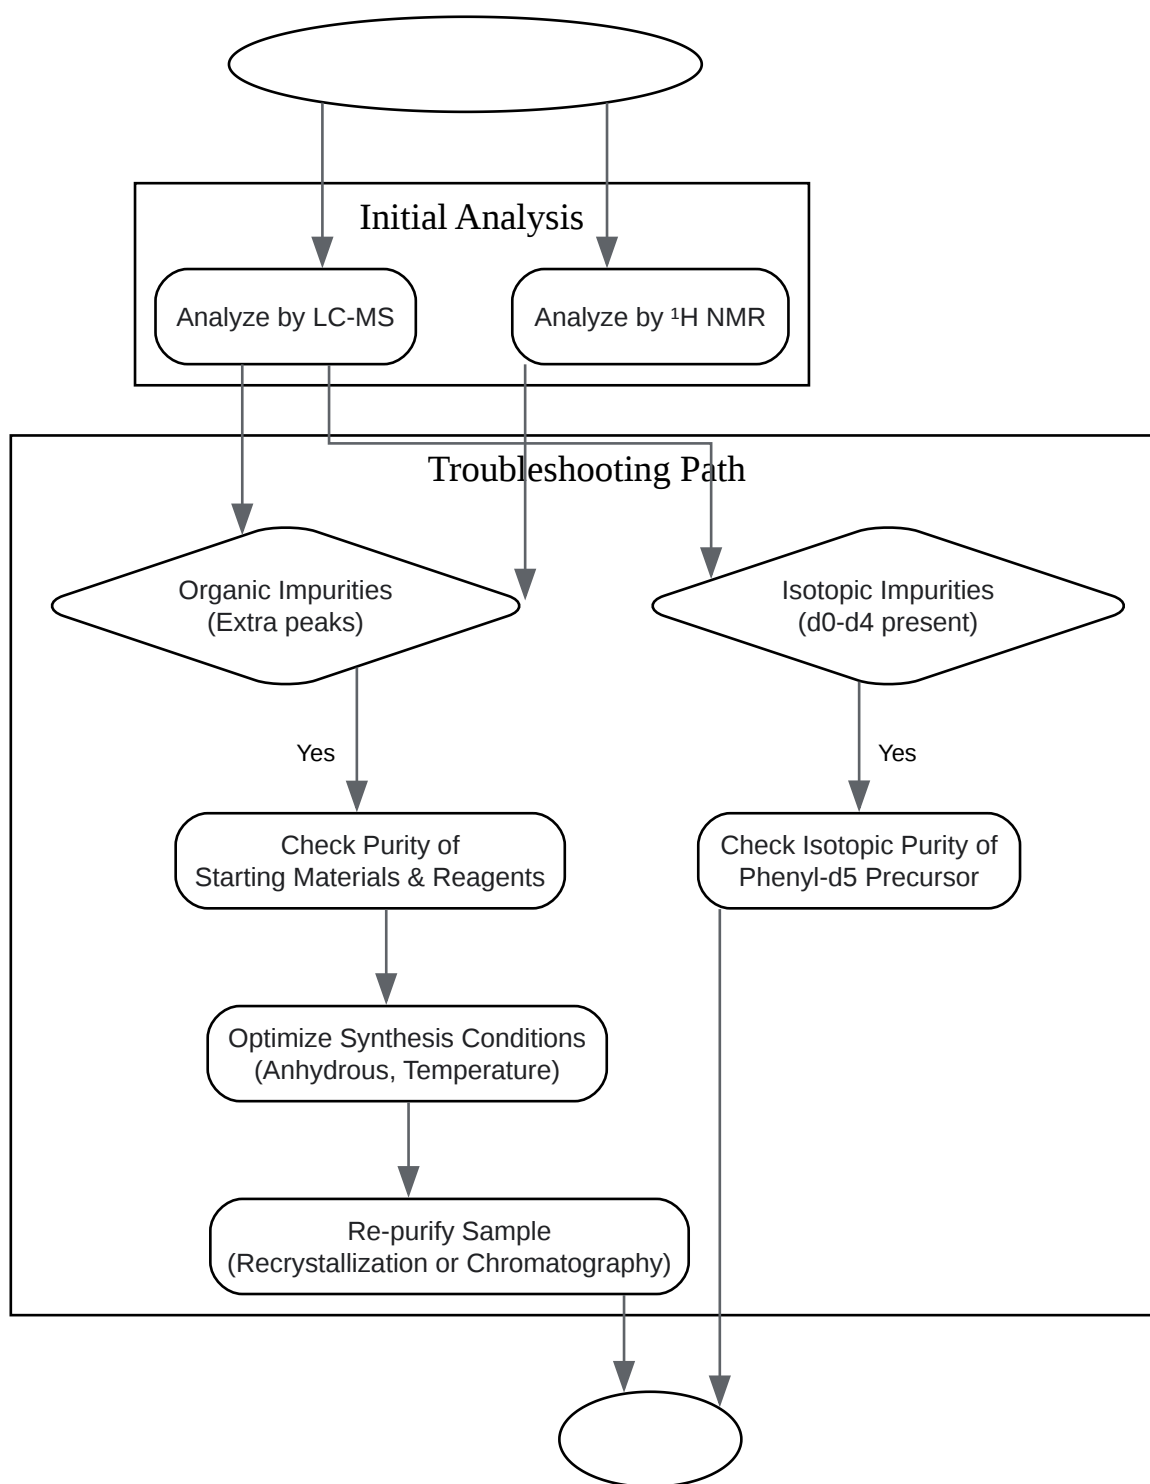 Initial Analysis
Analyze by LC-MS
Analyze by ¹H NMR
Troubleshooting Path
Organic Impurities
(Extra peaks)
Isotopic Impurities
(d0-d4 present)
Yes
Yes
Check Purity of
Starting Materials & Reagents
Check Isotopic Purity of
Phenyl-d5 Precursor
Optimize Synthesis Conditions
(Anhydrous, Temperature)
Re-purify Sample
(Recrystallization or Chromatography)